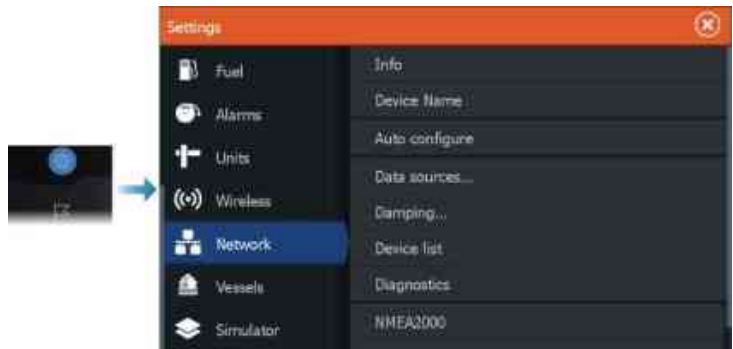 Settings
Fuel
Alarms
Units
Wireless
Network
Vessels
Simulator
Info
Device Name
Auto configure
Data sources...
Damping...
Device list
Diagnostics
NMEA2000